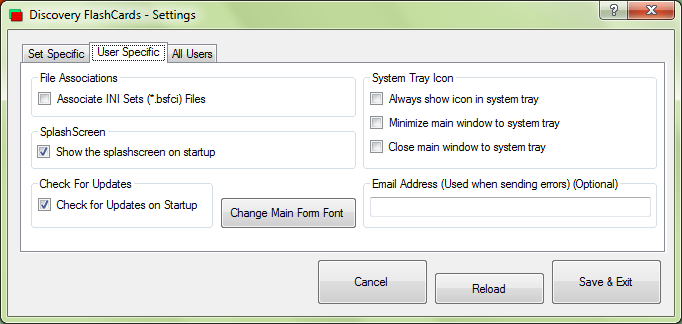 Discovery FlashCards - Settings
Set Specific
User Specific
All Users
File Associations
Associate INI Sets (*.bsfci) Files
SplashScreen
Show the splashscreen on startup
Check For Updates
Check for Updates on Startup
Change Main Form Font
System Tray Icon
Always show icon in system tray
Minimize main window to system tray
Close main window to system tray
Email Address (Used when sending errors) (Optional)
Cancel
Reload
Save & Exit